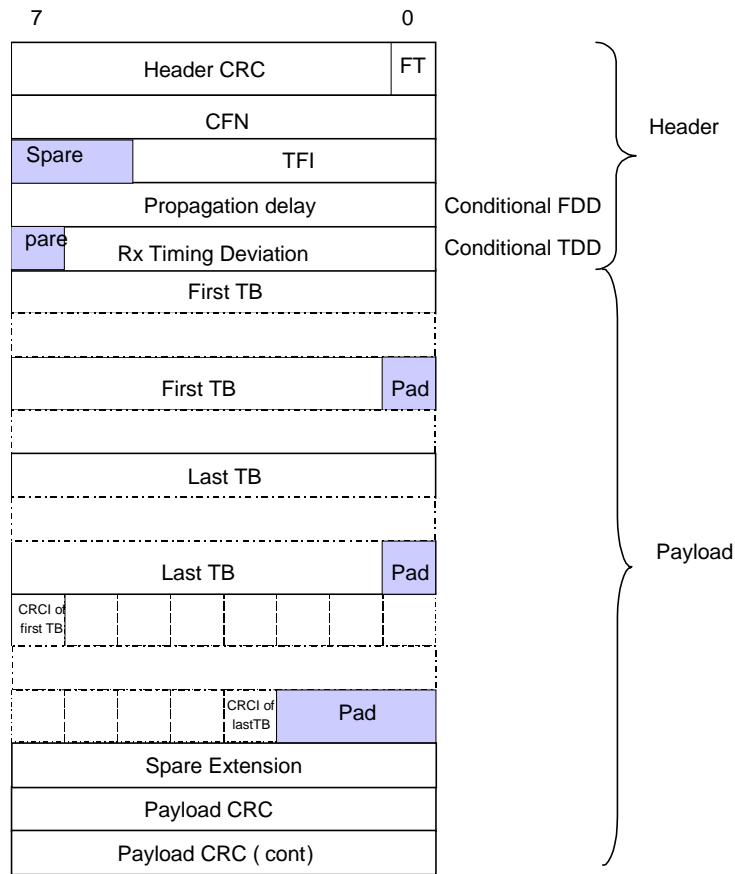 7 0
Header CRC FT
CFN
Header
Spare TFI
Propagation delay Conditional FDD
pare Rx Timing Deviation Conditional TDD
First TB
First TB Pad
Last TB
Payload
Last TB Pad
CRCI of
first TB
CRCI of
lastTB
Pad
Spare Extension
Payload CRC
Payload CRC ( cont)